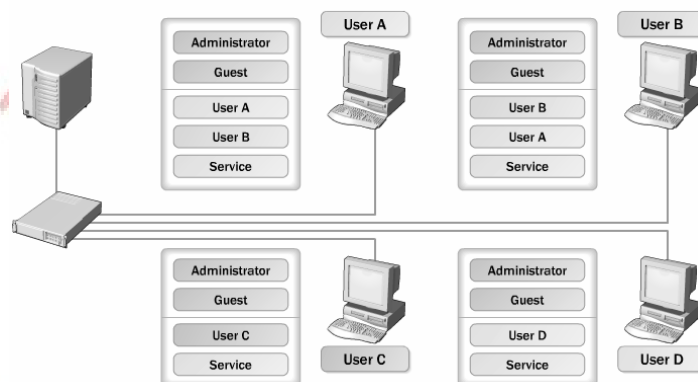 User A
Administrator
Guest
User A
User B
Service
User B
Administrator
Guest
User B
User A
Service
Administrator
Guest
User C
Service
User C
Administrator
Guest
User D
Service
User D